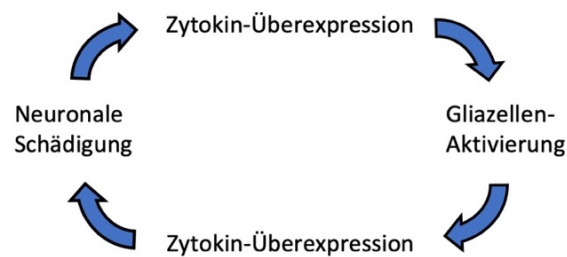 Zytokin-Überexpression
Neuronale
Schädigung
Gliazellen-
Aktivierung
Zytokin-Überexpression